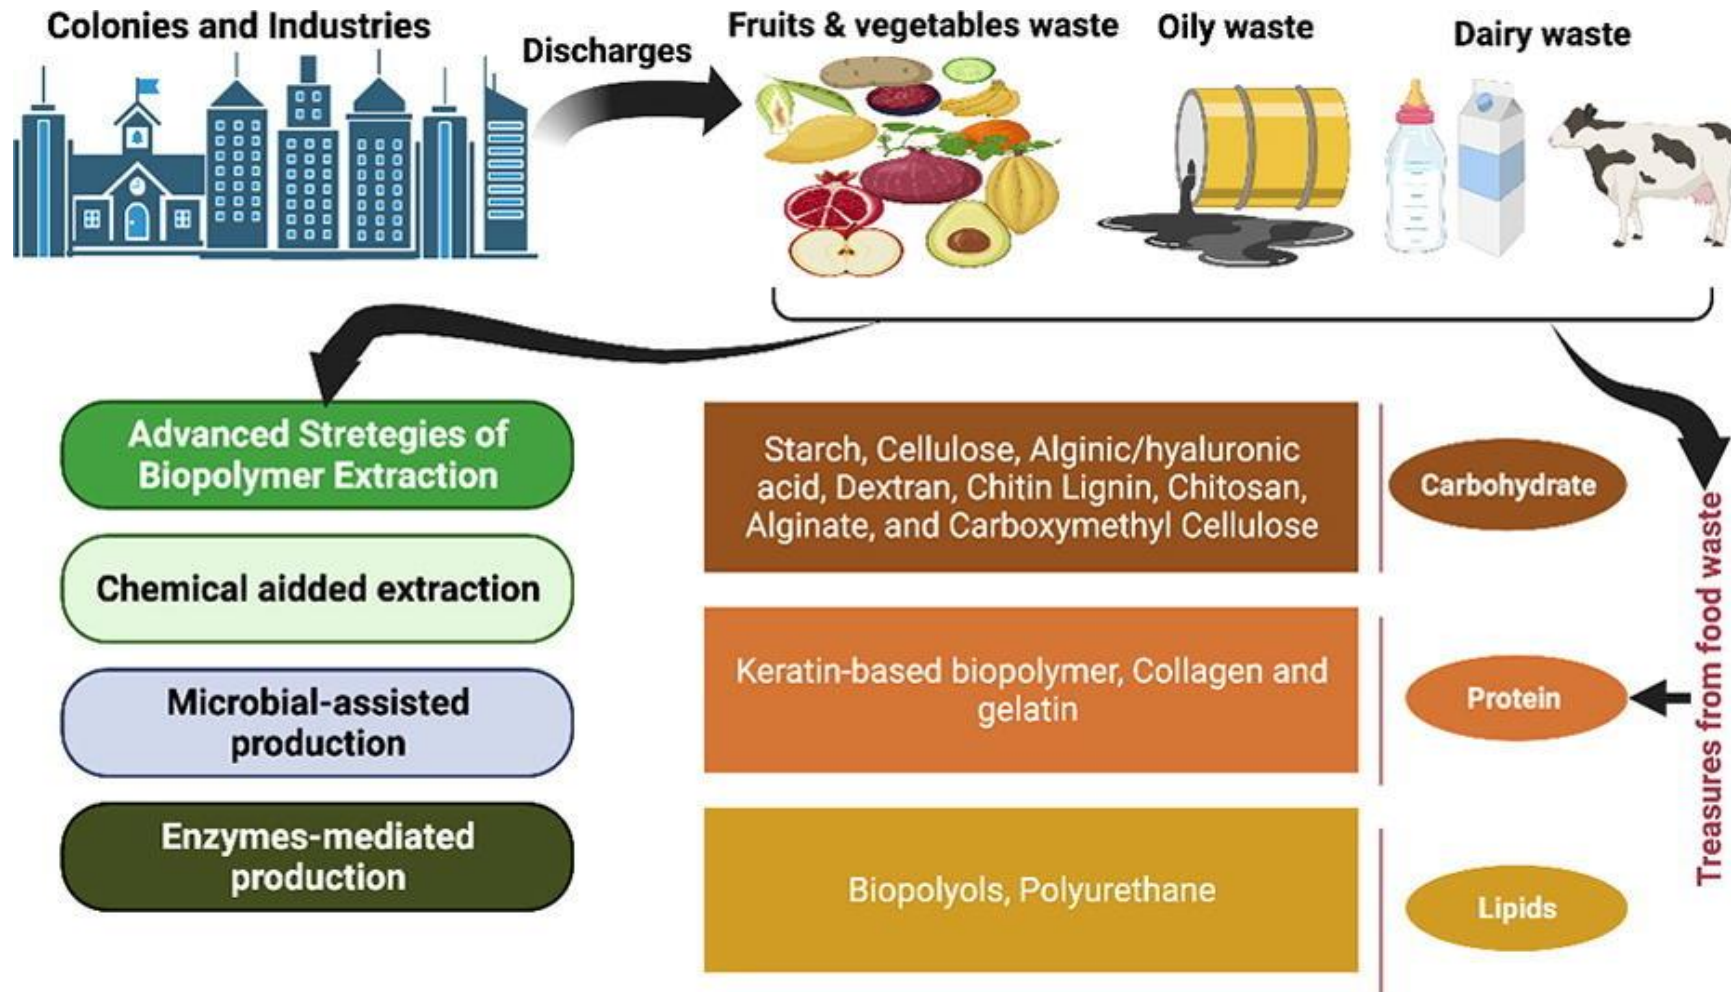 Colonies and Industries
Discharges
Fruits & vegetables waste
Oily waste
Dairy waste
Advanced Stretegies of
Biopolymer Extraction
Chemical aidded extraction
Microbial-assisted
production
Enzymes-mediated
production
Starch, Cellulose, Alginic/hyaluronic
acid, Dextran, Chitin Lignin, Chitosan,
Alginate, and Carboxymethyl Cellulose
Carbohydrate
Keratin-based biopolymer, Collagen and
gelatin
Protein
Biopolyols, Polyurethane
Lipids
Treasures from food waste